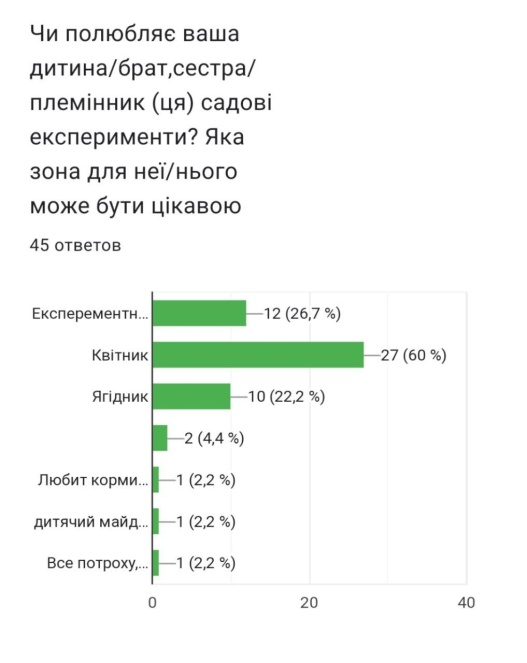 Чи полюбляє ваша
дитина/брат,сестра/
племінник (ця) садові
експерименти? Яка
зона для неї/нього
може бути цікавою
45 ответов
Експерементн... 12 (26,7 %)
Квітник 27 (60 %)
Ягідник 10 (22,2 %)
2 (4,4 %)
Любит корми... 1 (2,2 %)
дитячий майд... 1 (2,2 %)
Все потроху,... 1 (2,2 %)
0 20 40